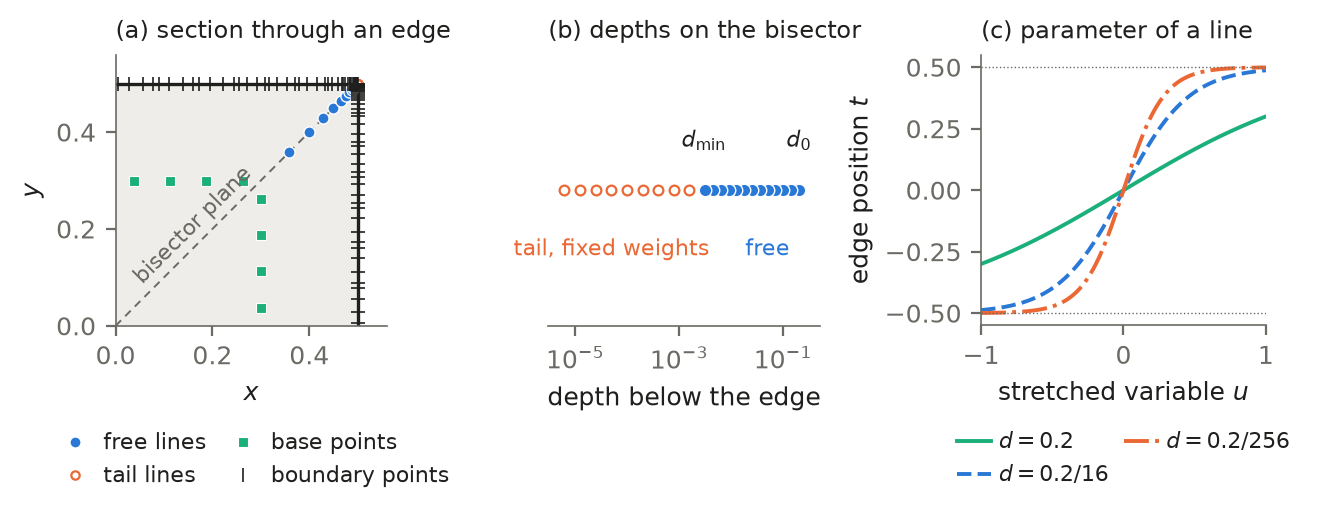 (a) section through an edge
y
0.4
0.2
0.0
bisector plane
0.0 0.2 0.4
x
free lines
base points
tail lines
boundary points
(b) depths on the bisector
d_min
d_0
tail, fixed weights
free
10^−5 10^−3 10^−1
depth below the edge
(c) parameter of a line
edge position t
0.50
0.25
0.00
−0.25
−0.50
−1 0 1
stretched variable u
d = 0.2
d = 0.2/256
d = 0.2/16